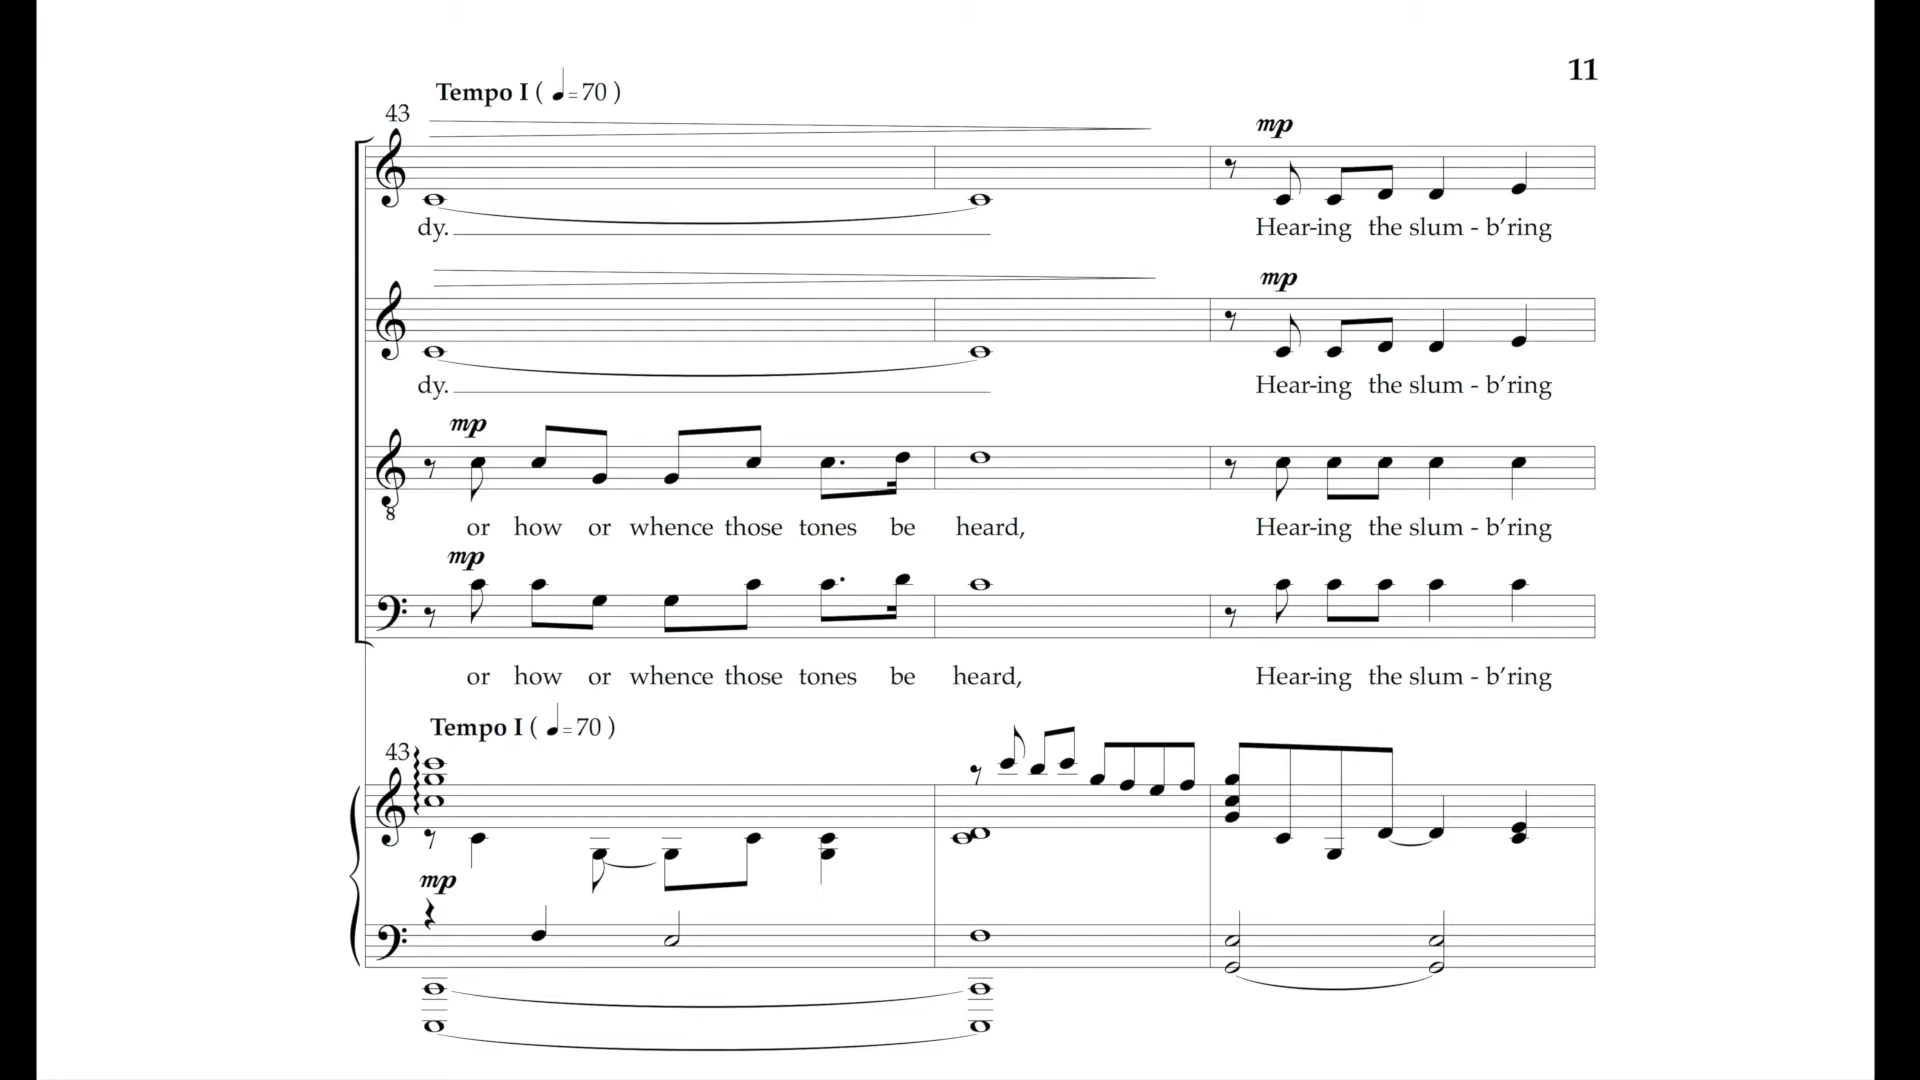 11
Tempo I ( ♩ = 70 )
43
mp
dy. Hear-ing the slum - b’ring
mp
dy. Hear-ing the slum - b’ring
mp
8
or how or whence those tones be heard, Hear-ing the slum - b’ring
mp
or how or whence those tones be heard, Hear-ing the slum - b’ring
Tempo I ( ♩ = 70 )
43
mp